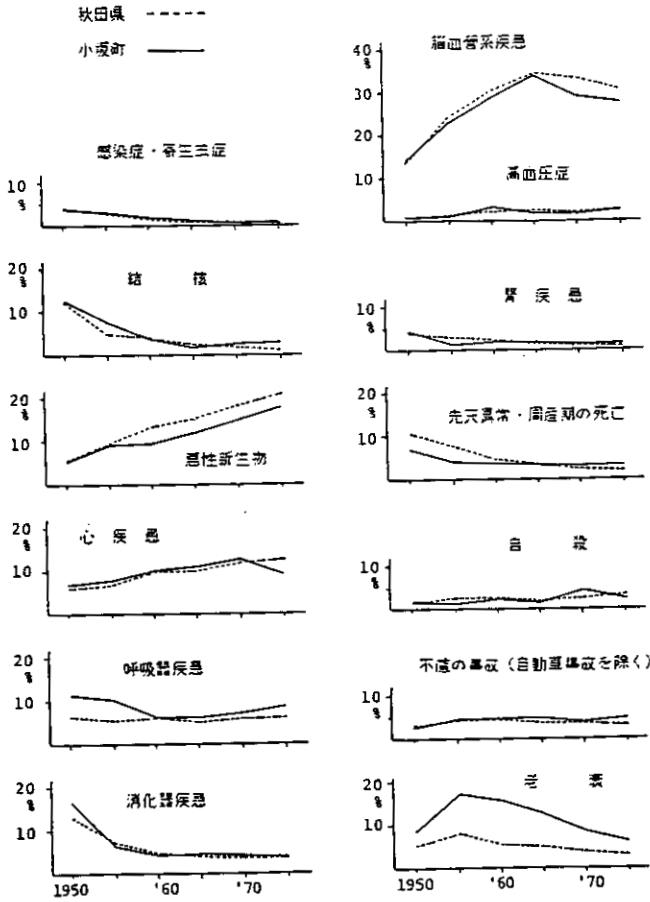 秋田県
小坂町
感染症・寄生虫症
10
%
結 核
20
%
10
悪性新生物
20
%
10
心 疾 患
20
%
10
呼吸器疾患
20
%
10
消化器疾患
20
%
10
1950 '60 '70
脳血管系疾患
40
%
30
20
10
高血圧症
腎 疾 患
10
%
先天異常・周産期の死亡
20
%
10
自 殺
10
%
不慮の事故(自動車事故を除く)
10
%
老 衰
20
%
10
1950 '60 '70